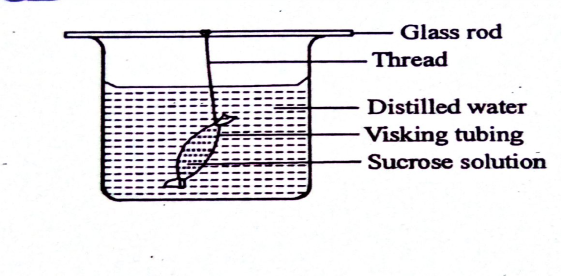 Glass rod
Thread
Distilled water
Visking tubing
Sucrose solution